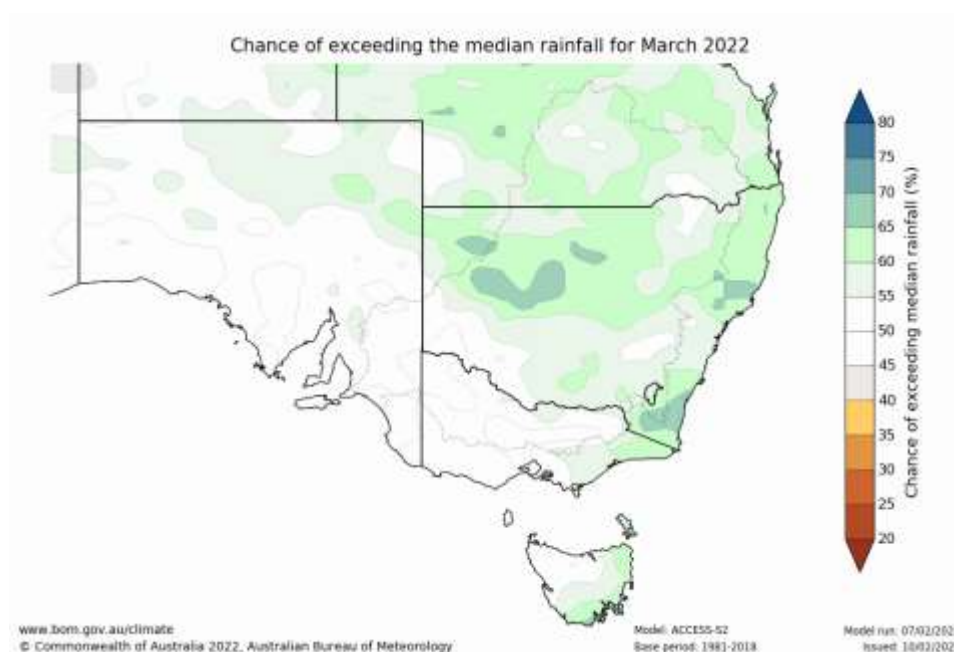 Chance of exceeding the median rainfall for March 2022
80
75
70
65
60
55
50
45
40
35
30
25
20
Chance of exceeding median rainfall (%)
www.bom.gov.au/climate
© Commonwealth of Australia 2022, Australian Bureau of Meteorology
Model: ACCESS-S2
Base period: 1981-2018
Model run: 07/02/202
Issued: 10/02/202